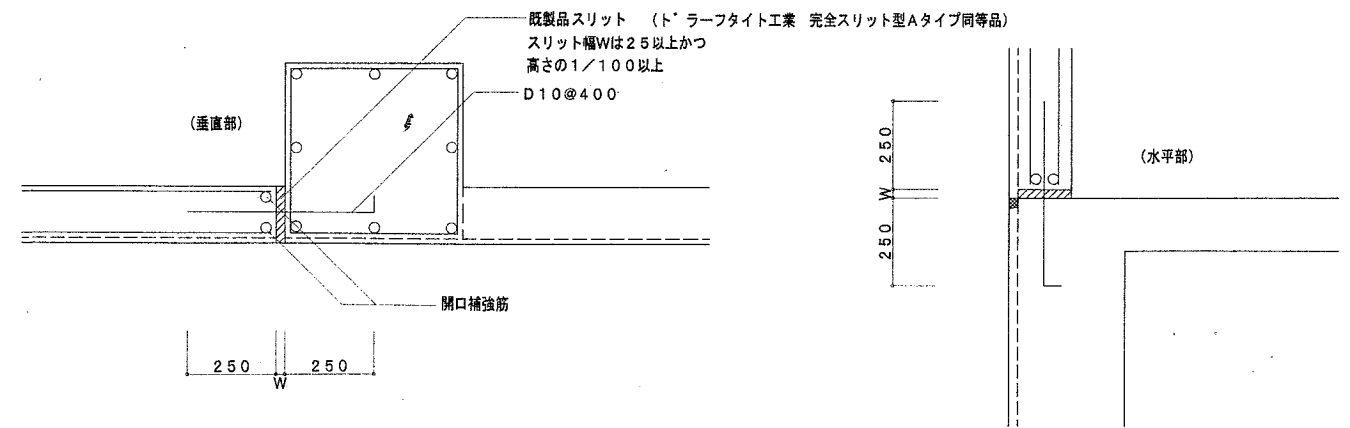 既製品スリット (ト゛ラーフタイト工業 完全スリット型Aタイプ同等品)
スリット幅Wは25以上かつ
高さの1/100以上
D10@400
(垂直部)
開口補強筋
250
W
250
(水平部)
250
W
250